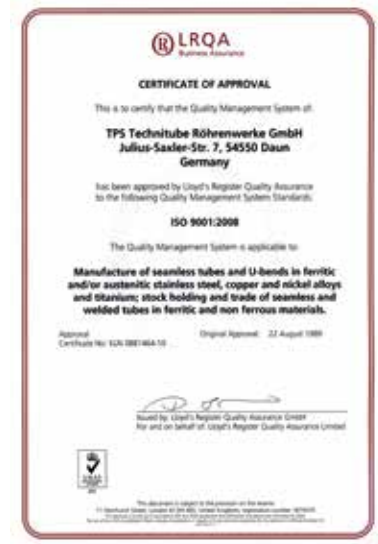 LRQA
Business Assurance
CERTIFICATE OF APPROVAL
This is to certify that the Quality Management System of:
TPS Technitube Röhrenwerke GmbH
Julius-Saxler-Str. 7, 54550 Daun
Germany
has been approved by Lloyd's Register Quality Assurance
to the following Quality Management System Standards:
ISO 9001:2008
The Quality Management System is applicable to:
Manufacture of seamless tubes and U-bends in ferritic
and/or austenitic stainless steel, copper and nickel alloys
and titanium; stock holding and trade of seamless and
welded tubes in ferritic and non ferrous materials.
Approval
Original Approval: 22 August 1989
Certificate No:
Issued by: Lloyd's Register Quality Assurance GmbH
For and on behalf of: Lloyd's Register Quality Assurance Limited